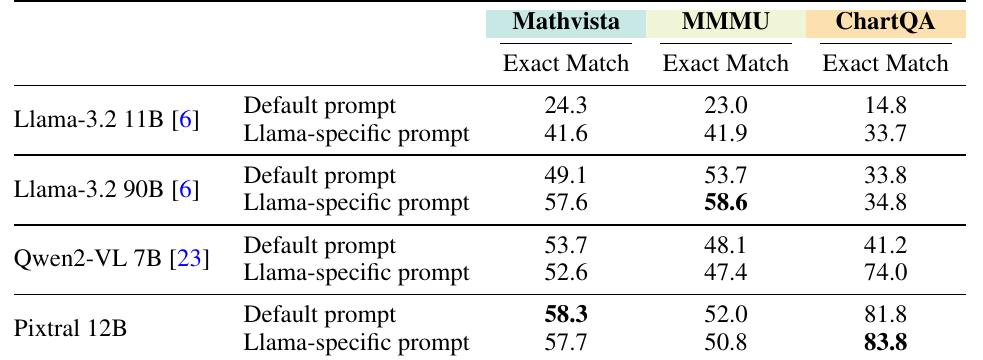 Mathvista MMMU ChartQA
Exact Match Exact Match Exact Match
Llama-3.2 11B [6] Default prompt 24.3 23.0 14.8
Llama-specific prompt 41.6 41.9 33.7
Llama-3.2 90B [6] Default prompt 49.1 53.7 33.8
Llama-specific prompt 57.6 58.6 34.8
Qwen2-VL 7B [23] Default prompt 53.7 48.1 41.2
Llama-specific prompt 52.6 47.4 74.0
Pixtral 12B Default prompt 58.3 52.0 81.8
Llama-specific prompt 57.7 50.8 83.8